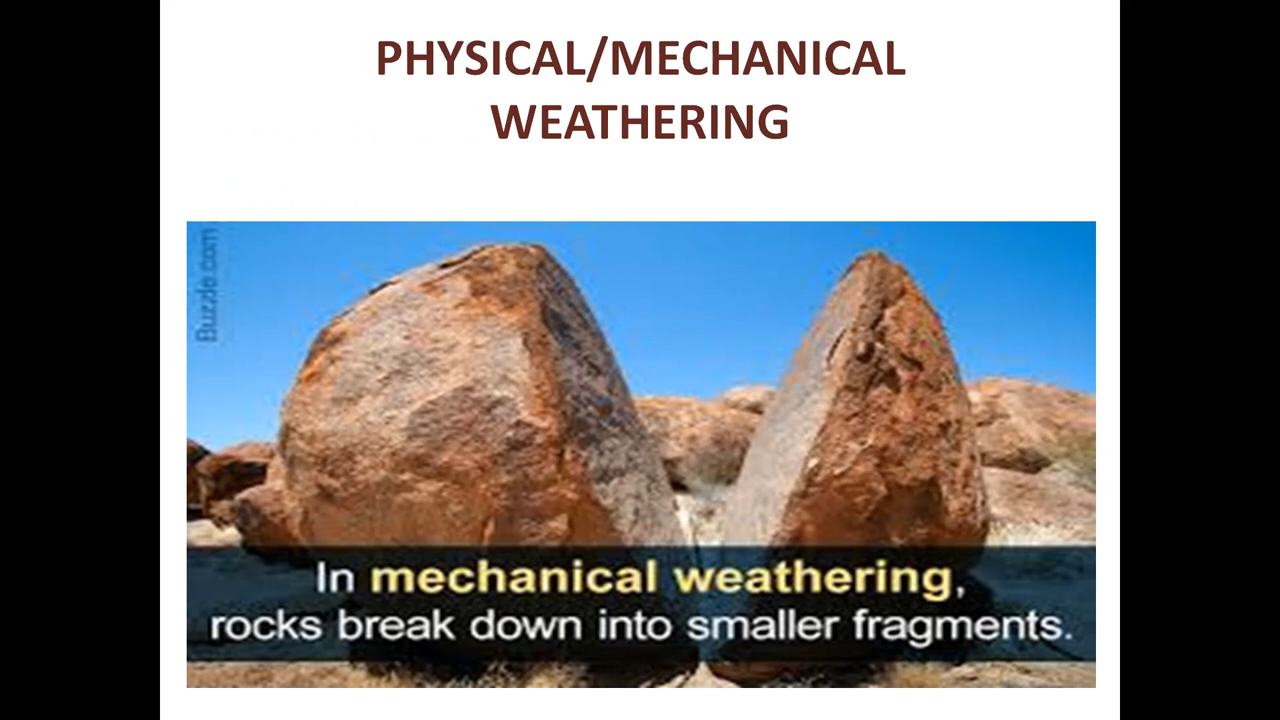 PHYSICAL/MECHANICAL
WEATHERING
Buzzle.com
In mechanical weathering,
rocks break down into smaller fragments.